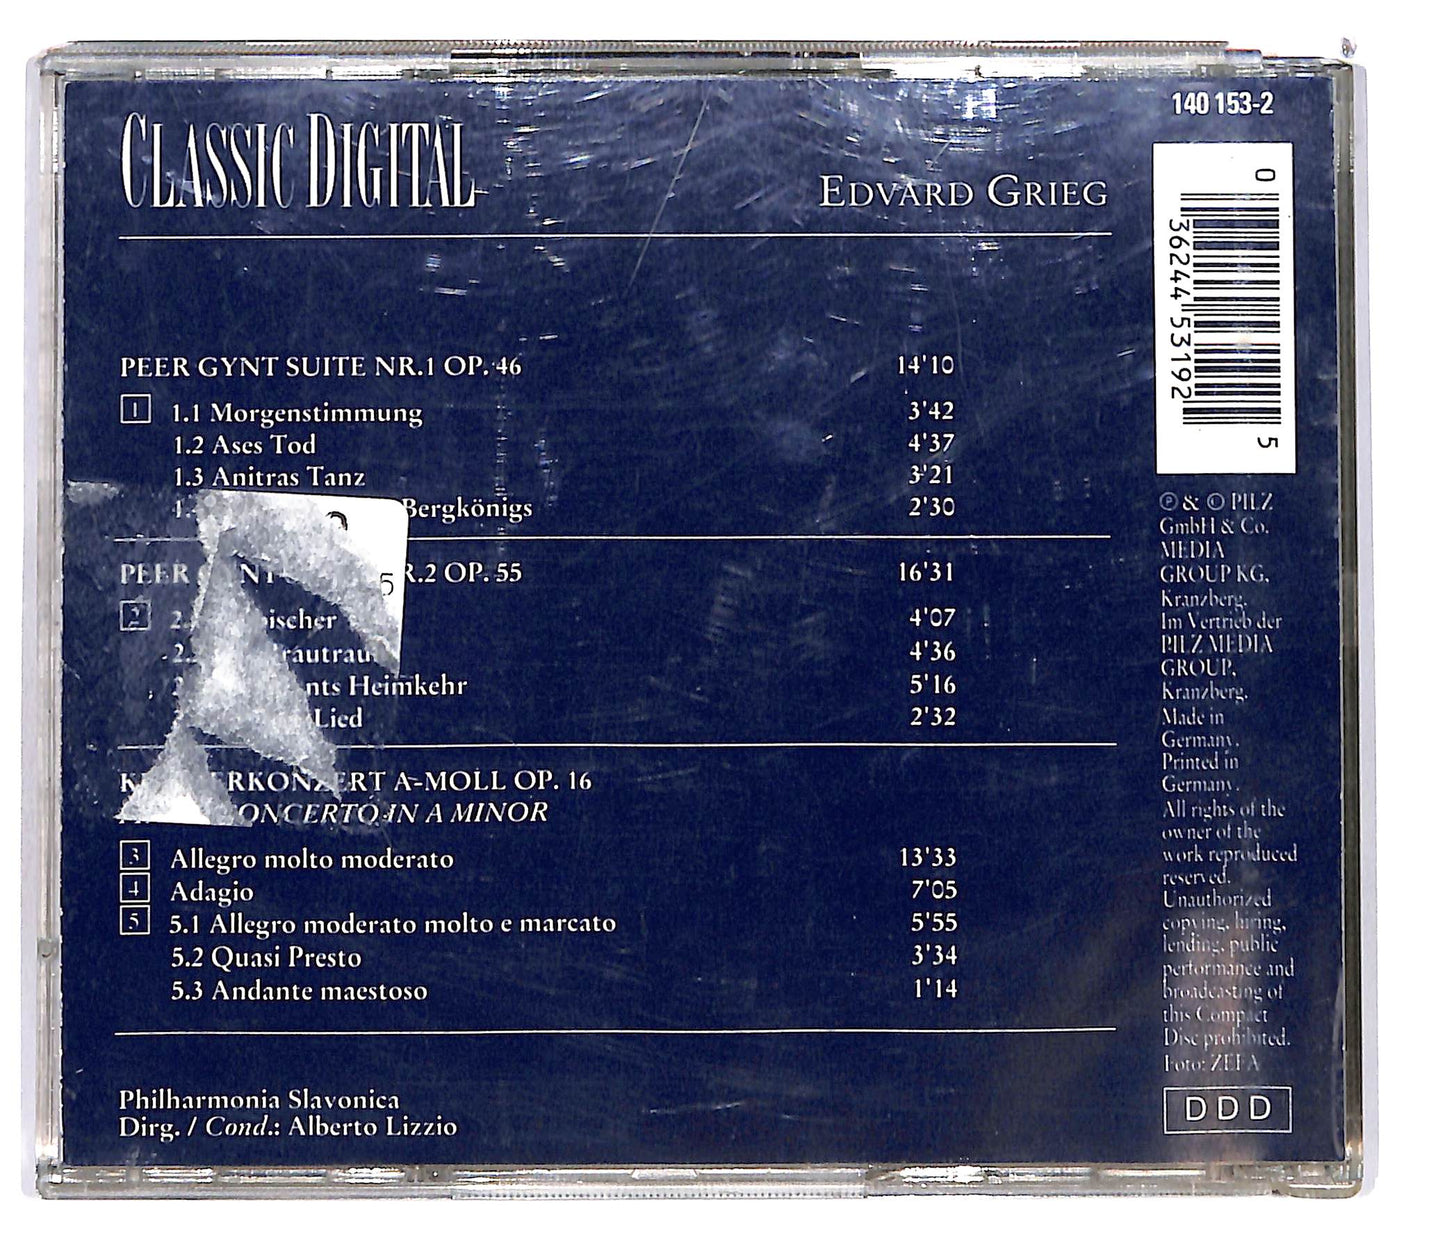 140 153-2
CLASSIC DIGITAL
EDVARD GRIEG
0 36244 53192 5
PEER GYNT SUITE NR.1 OP. 46 14'10
1 1.1 Morgenstimmung 3'42
1.2 Ases Tod 4'37
1.3 Anitras Tanz 3'21
Bergkönigs 2'30
PEER OP. 55 16'31
2 4'07
4'36
Heimkehr 5'16
Lied 2'32
A-MOLL OP. 16
IN A MINOR
3 Allegro molto moderato 13'33
4 Adagio 7'05
5 5.1 Allegro moderato molto e marcato 5'55
5.2 Quasi Presto 3'34
5.3 Andante maestoso 1'14
Philharmonia Slavonica
Dirg. / Cond.: Alberto Lizzio
Ⓟ & © PILZ
GmbH & Co.
MEDIA
GROUP KG,
Kranzberg.
Im Vertrieb der
PILZ MEDIA
GROUP,
Kranzberg.
Made in
Germany.
Printed in
Germany.
All rights of the
owner of the
work reproduced
reserved.
Unauthorized
copying, hiring,
lending, public
performance and
broadcasting of
this Compact
Disc prohibited.
Foto: ZEFA
DDD